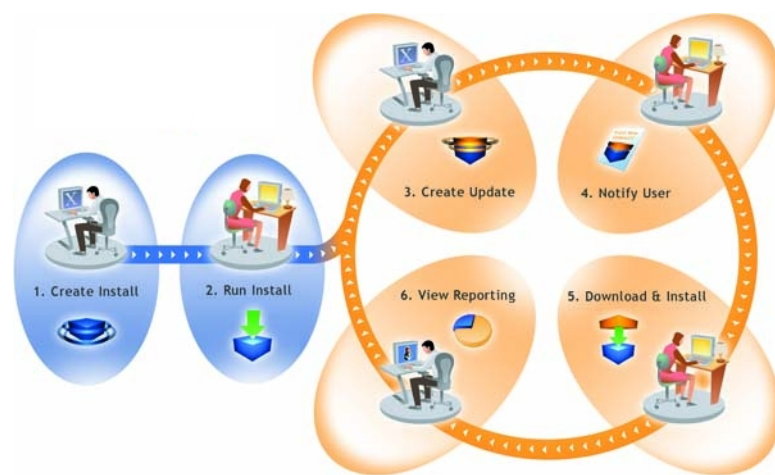 1. Create Install
2. Run Install
3. Create Update
4. Notify User
5. Download & Install
6. View Reporting
X
X